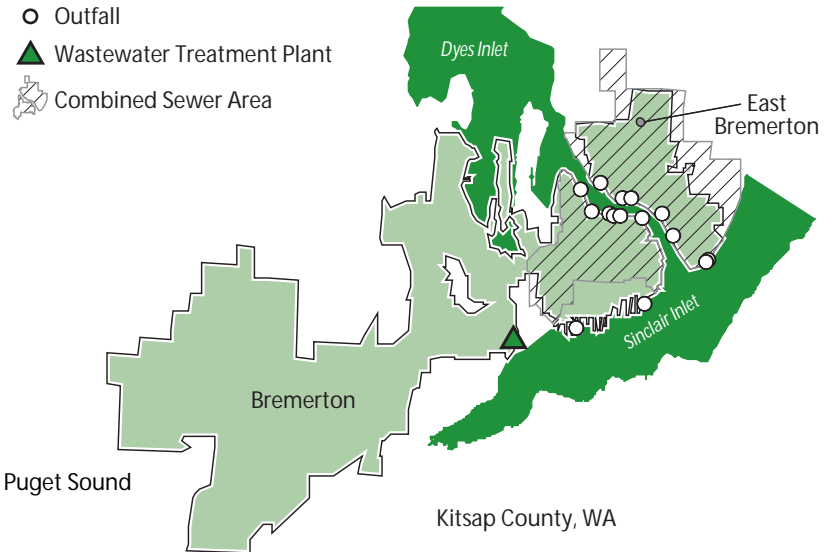 Outfall
Wastewater Treatment Plant
Combined Sewer Area
Dyes Inlet
East
Bremerton
Sinclair Inlet
Bremerton
Puget Sound
Kitsap County, WA